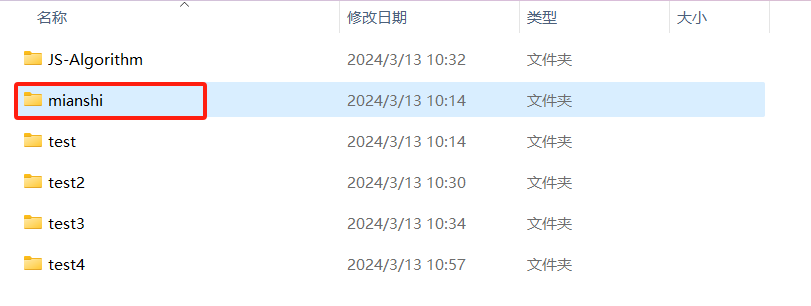 名称 修改日期 类型 大小
JS-Algorithm 2024/3/13 10:32 文件夹
mianshi 2024/3/13 10:14 文件夹
test 2024/3/13 10:14 文件夹
test2 2024/3/13 10:30 文件夹
test3 2024/3/13 10:34 文件夹
test4 2024/3/13 10:57 文件夹